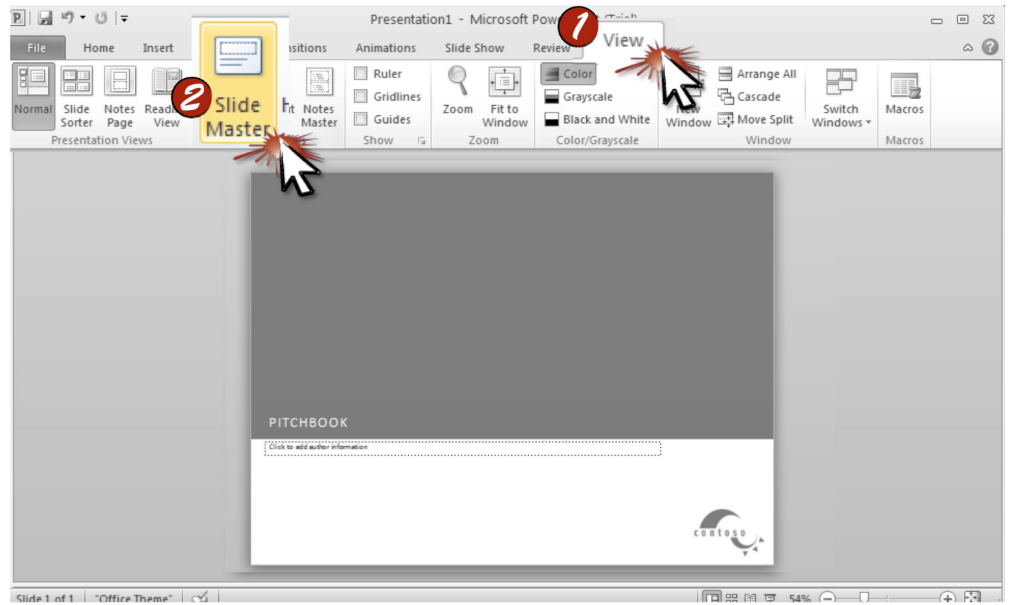 Presentation1 - Microsoft
1
File Home Insert Animations Slide Show Review View
Normal Slide Sorter Notes Page View
2
Slide Master
Notes Master
Ruler
Gridlines
Guides
Zoom Fit to Window
Color
Grayscale
Black and White
New Window
Arrange All
Cascade
Move Split
Switch Windows
Macros
Presentation Views Show Zoom Color/Grayscale Window Macros
PITCHBOOK
Click to add author information
contoso
Slide 1 of 1 "Office Theme" 54%